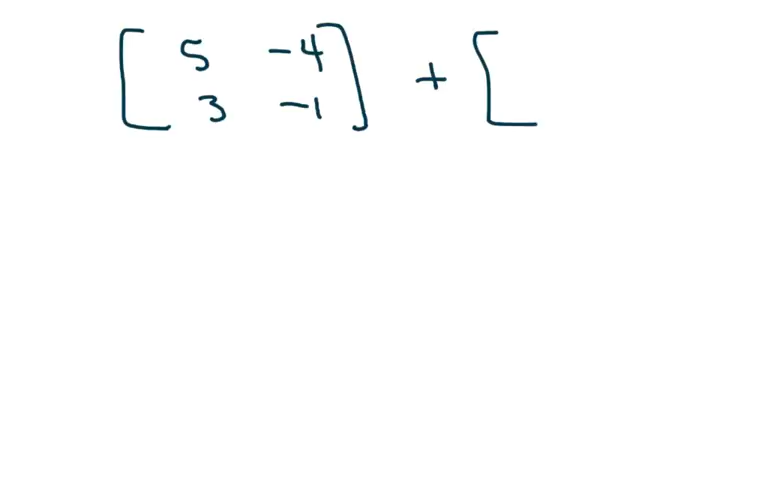 [ 5 -4 ] + [
[ 3 -1 ]